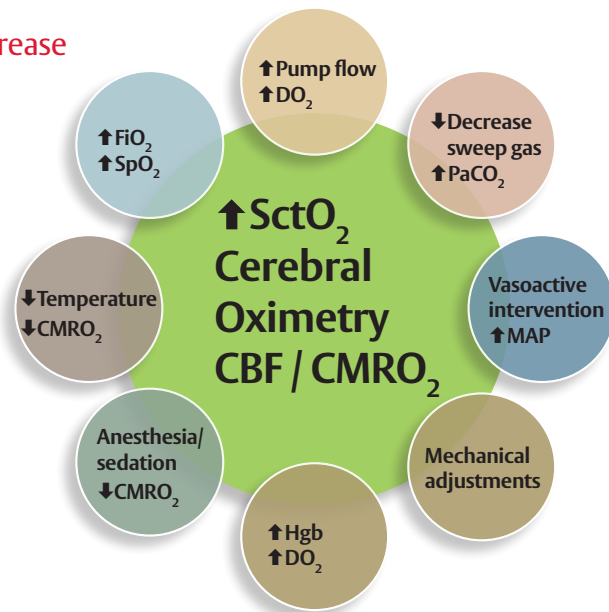 rease
↑Pump flow
↑DO₂
↓Decrease
sweep gas
↑PaCO₂
Vasoactive
intervention
↑MAP
Mechanical
adjustments
↑Hgb
↑DO₂
Anesthesia/
sedation
↓CMRO₂
↓Temperature
↓CMRO₂
↑FiO₂
↑SpO₂
↑SctO₂
Cerebral
Oximetry
CBF / CMRO₂